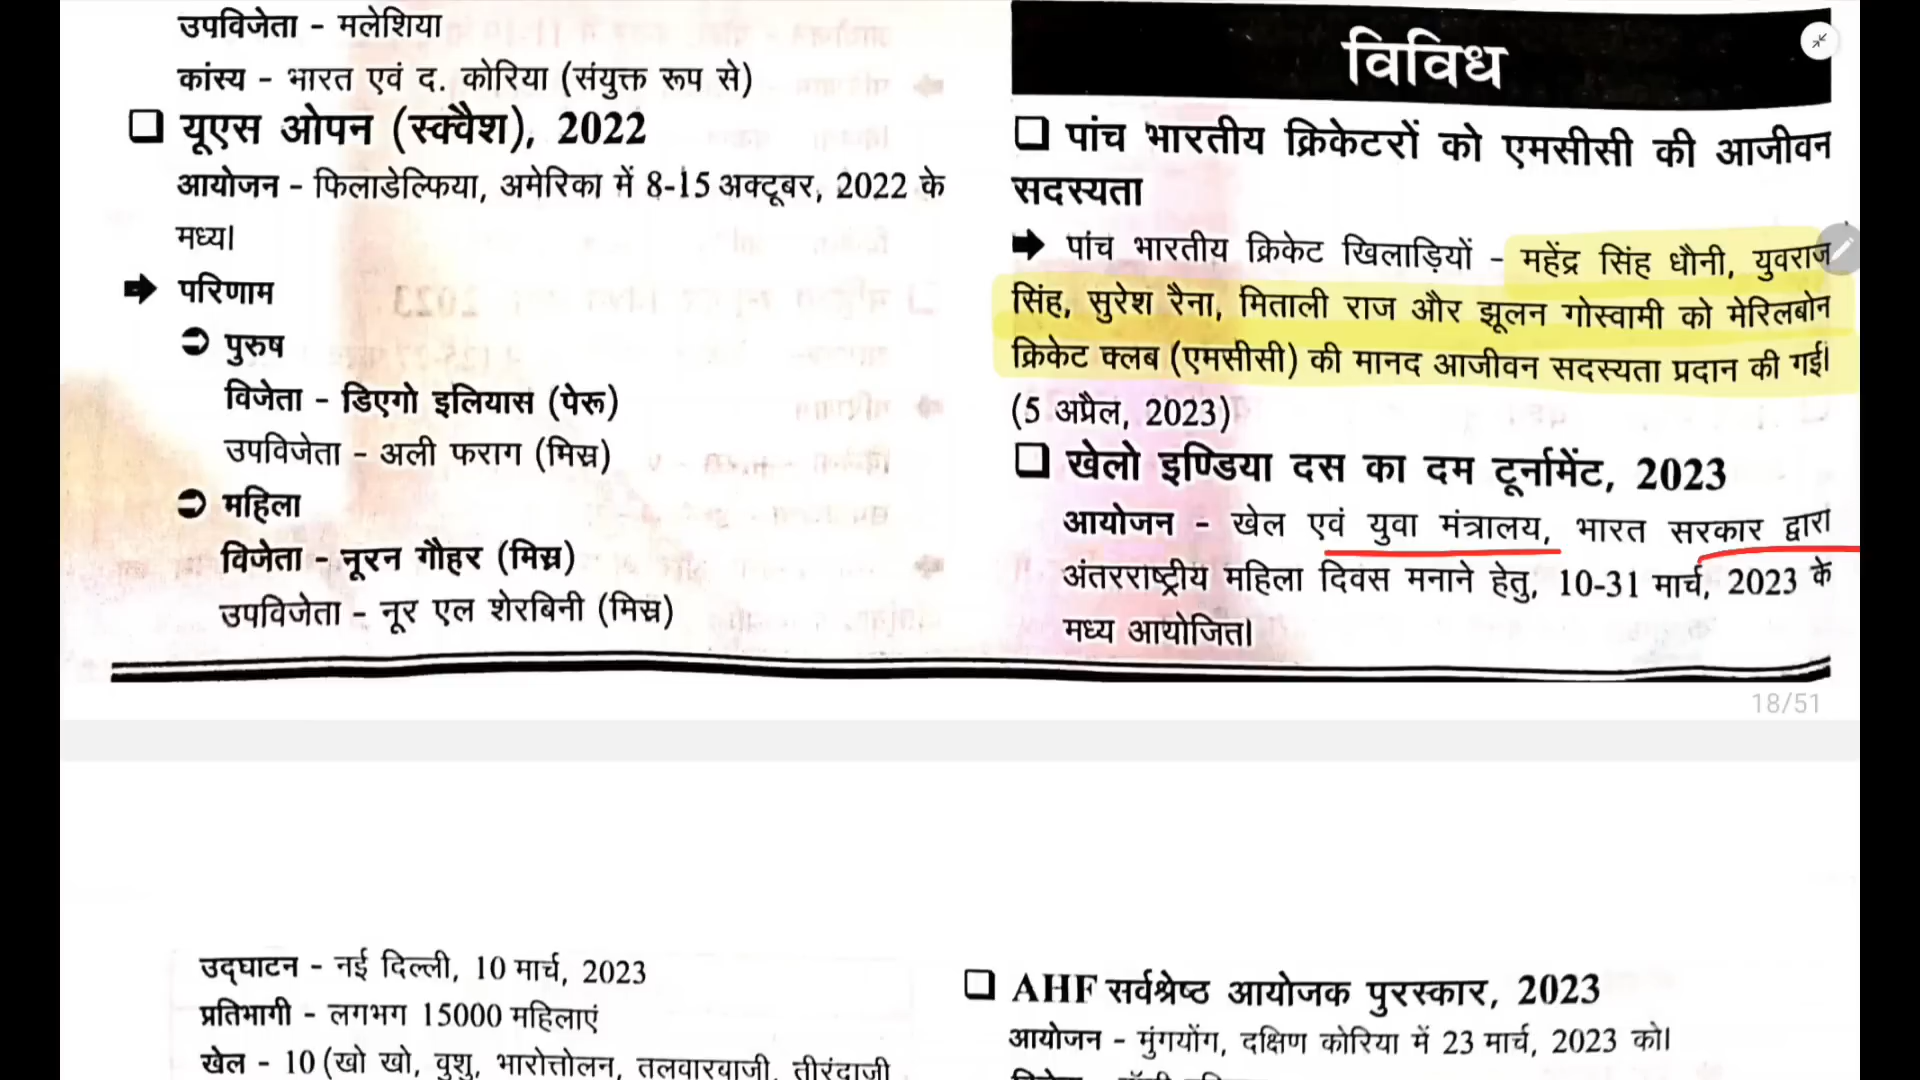 उपविजेता - मलेशिया
कांस्य - भारत एवं द. कोरिया (संयुक्त रूप से)
❑ यूएस ओपन (स्क्वैश), 2022
आयोजन - फिलाडेल्फिया, अमेरिका में 8-15 अक्टूबर, 2022 के
मध्य।
➡ परिणाम
➲ पुरुष
विजेता - डिएगो इलियास (पेरू)
उपविजेता - अली फराग (मिस्र)
➲ महिला
विजेता - नूरन गौहर (मिस्र)
उपविजेता - नूर एल शेरबिनी (मिस्र)
विविध
❑ पांच भारतीय क्रिकेटरों को एमसीसी की आजीवन
सदस्यता
➡ पांच भारतीय क्रिकेट खिलाड़ियों - महेंद्र सिंह धौनी, युवराज
सिंह, सुरेश रैना, मिताली राज और झूलन गोस्वामी को मेरिलबोन
क्रिकेट क्लब (एमसीसी) की मानद आजीवन सदस्यता प्रदान की गई।
(5 अप्रैल, 2023)
❑ खेलो इण्डिया दस का दम टूर्नामेंट, 2023
आयोजन - खेल एवं युवा मंत्रालय, भारत सरकार द्वारा
अंतरराष्ट्रीय महिला दिवस मनाने हेतु, 10-31 मार्च, 2023 के
मध्य आयोजित।
18/51
उद्घाटन - नई दिल्ली, 10 मार्च, 2023
प्रतिभागी - लगभग 15000 महिलाएं
खेल - 10 (खो खो, वुशु, भारोत्तोलन, तलवारबाजी, तीरंदाजी
❑ AHF सर्वश्रेष्ठ आयोजक पुरस्कार, 2023
आयोजन - मुंगयोंग, दक्षिण कोरिया में 23 मार्च, 2023 को।